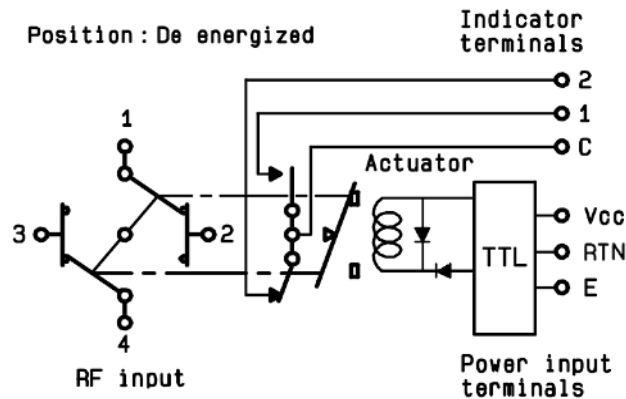 Position : De energized
Indicator
terminals
2
1
C
1
Actuator
3
2
TTL
Vcc
RTN
E
4
RF input
Power input
terminals